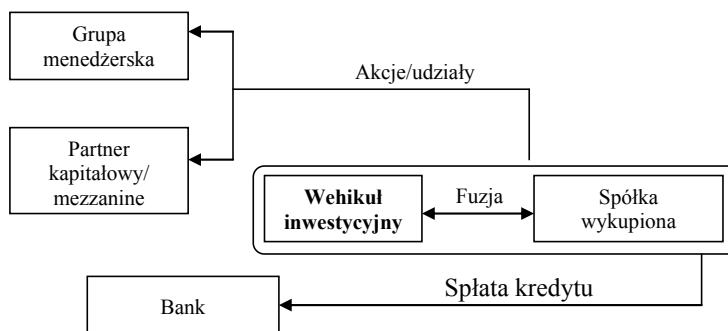 Grupa
menedżerska
Akcje/udziały
Partner
kapitałowy/
mezzanine
Wehikuł
inwestycyjny
Fuzja
Spółka
wykupiona
Spłata kredytu
Bank